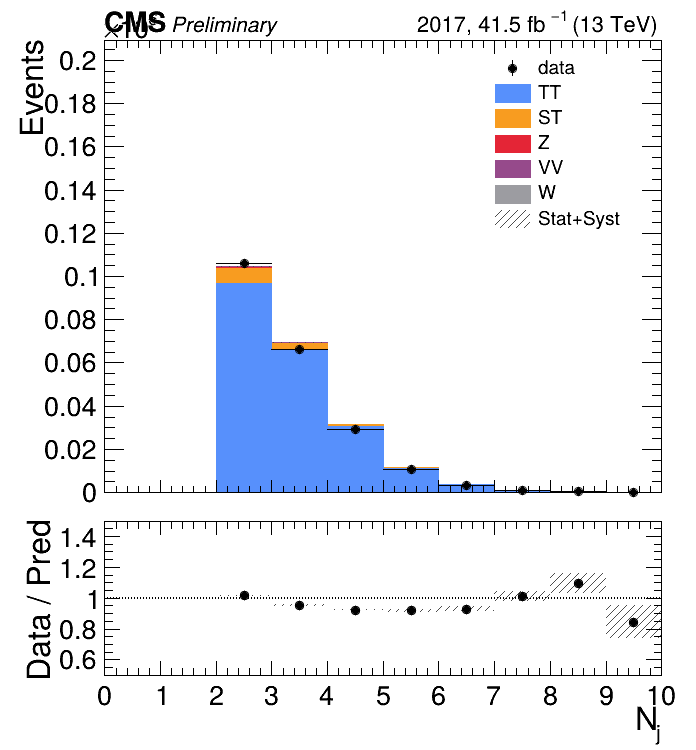 CMS Preliminary 2017, 41.5 fb⁻¹ (13 TeV)
Events
0.2
0.18
0.16
0.14
0.12
0.1
0.08
0.06
0.04
0.02
0
data
TT
ST
Z
VV
W
Stat+Syst
Data / Pred
1.4
1.2
1
0.8
0.6
0 1 2 3 4 5 6 7 8 9 10
Nj